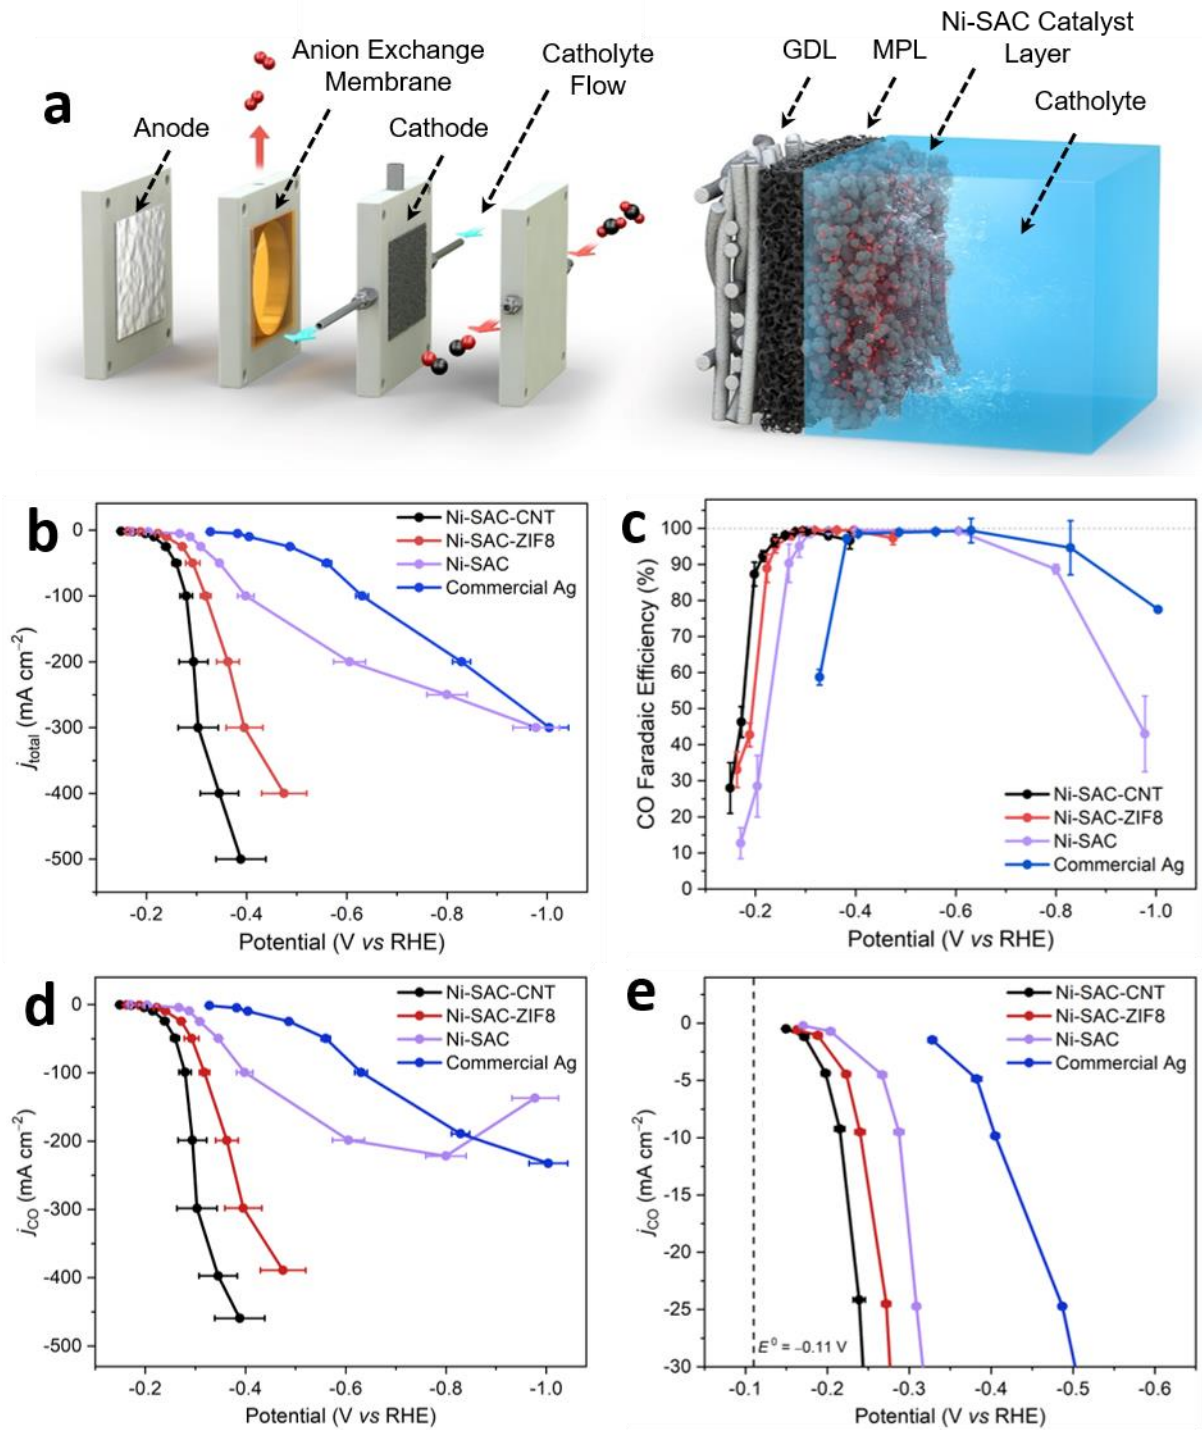 a
Anode
Anion Exchange
Membrane
Cathode
Catholyte
Flow
GDL
MPL
Ni-SAC Catalyst
Layer
Catholyte
b
Ni-SAC-CNT
Ni-SAC-ZIF8
Ni-SAC
Commercial Ag
0
-100
-200
-300
-400
-500
j total (mA cm−2)
-0.2 -0.4 -0.6 -0.8 -1.0
Potential (V vs RHE)
c
100
90
80
70
60
50
40
30
20
10
0
CO Faradaic Efficiency (%)
Ni-SAC-CNT
Ni-SAC-ZIF8
Ni-SAC
Commercial Ag
-0.2 -0.4 -0.6 -0.8 -1.0
Potential (V vs RHE)
d
Ni-SAC-CNT
Ni-SAC-ZIF8
Ni-SAC
Commercial Ag
0
-100
-200
-300
-400
-500
j CO (mA cm−2)
-0.2 -0.4 -0.6 -0.8 -1.0
Potential (V vs RHE)
e
Ni-SAC-CNT
Ni-SAC-ZIF8
Ni-SAC
Commercial Ag
0
-5
-10
-15
-20
-25
-30
j CO (mA cm−2)
E0 = −0.11 V
-0.1 -0.2 -0.3 -0.4 -0.5 -0.6
Potential (V vs RHE)